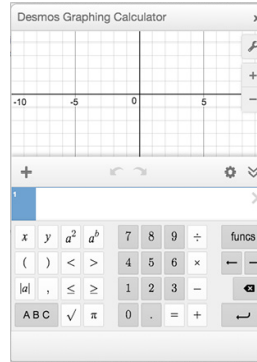 Desmos Graphing Calculator x
+
-10 -5 0 5 −
+
1
x y a² aᵇ 7 8 9 ÷ funcs
( ) < > 4 5 6 × ← –
|a| , ≤ ≥ 1 2 3 −
A B C √ π 0 . = +